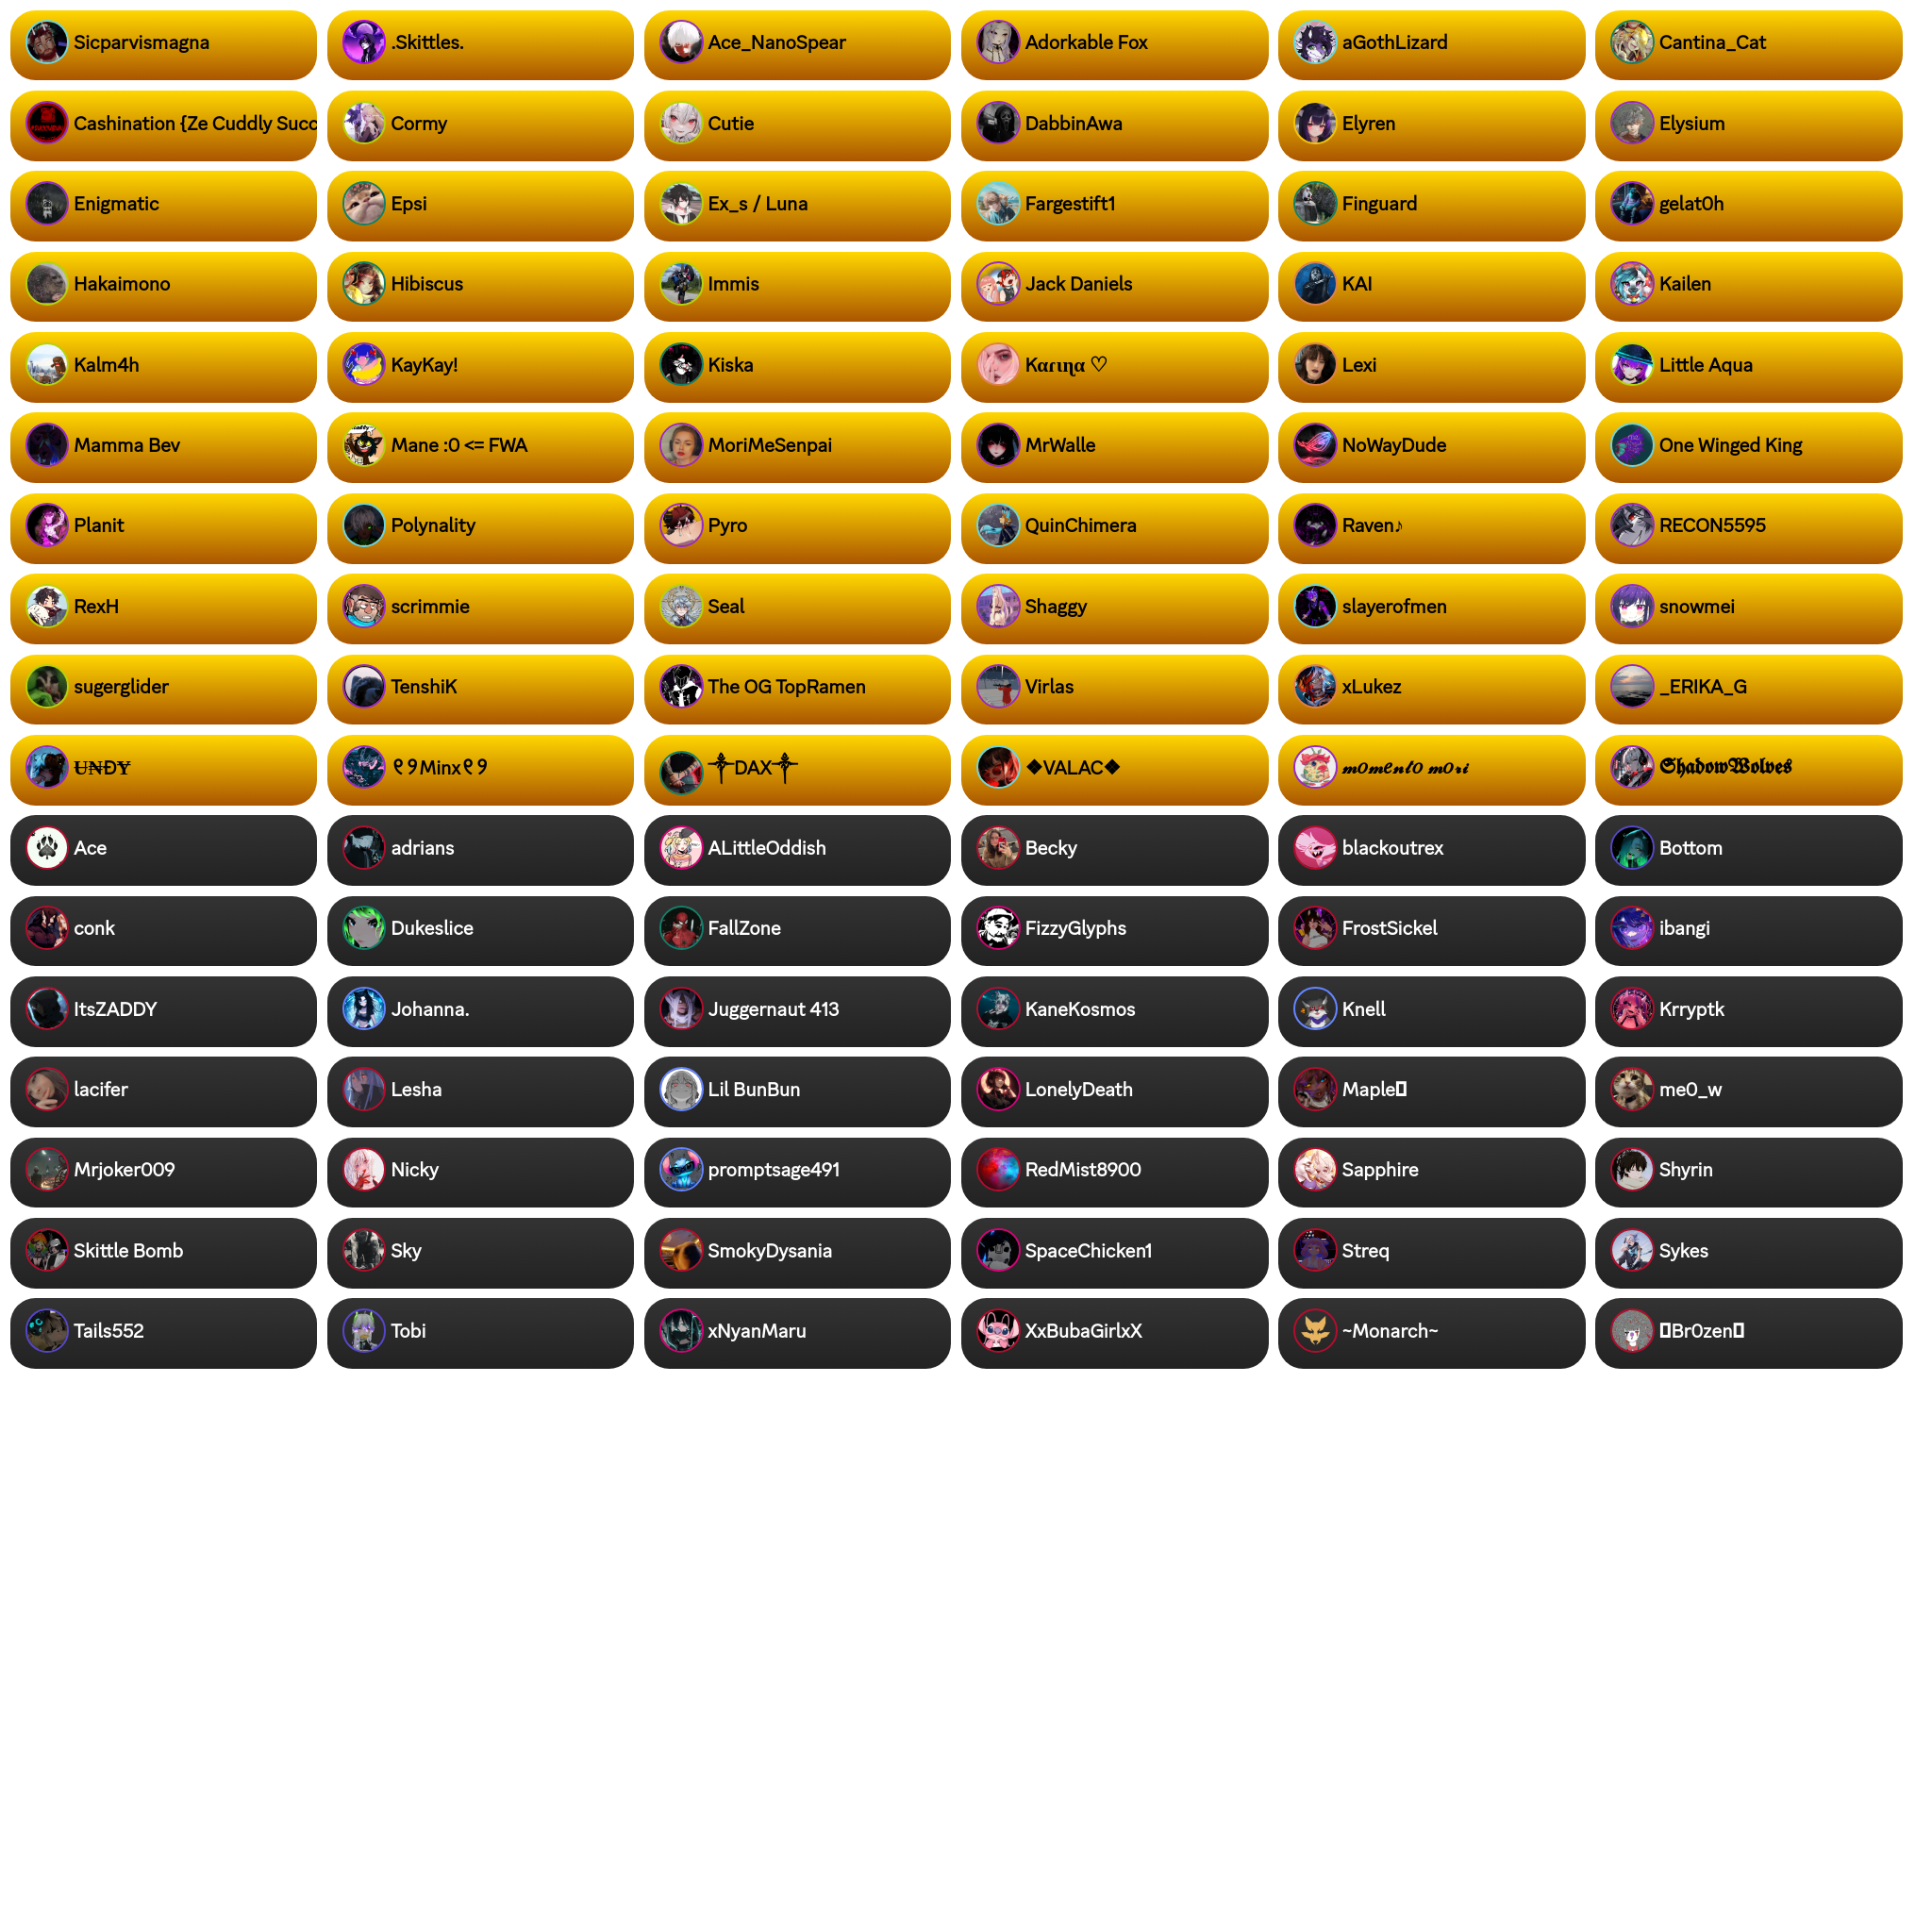 Sicparvismagna
.Skittles.
Ace_NanoSpear
Adorkable Fox
aGothLizard
Cantina_Cat
Cashination {Ze Cuddly Succ
Cormy
Cutie
DabbinAwa
Elyren
Elysium
Enigmatic
Epsi
Ex_s / Luna
Fargestift1
Finguard
gelat0h
Hakaimono
Hibiscus
Immis
Jack Daniels
KAI
Kailen
Kalm4h
KayKay!
Kiska
Kαɾιɳα ♡
Lexi
Little Aqua
Mamma Bev
Mane :0 <= FWA
MoriMeSenpai
MrWalle
NoWayDude
One Winged King
Planit
Polynality
Pyro
QuinChimera
Raven♪
RECON5595
RexH
scrimmie
Seal
Shaggy
slayerofmen
snowmei
sugerglider
TenshiK
The OG TopRamen
Virlas
xLukez
_ERIKA_G
U̶₦ĐɎ
୧୨Minx୧୨
༒DAX༒
❖VALAC❖
𝓶𝓸𝓶𝓮𝓷𝓽𝓸 𝓶𝓸𝓻𝓲
𝕾𝖍𝖆𝖉𝖔𝖜𝖂𝖔𝖑𝖛𝖊𝖘
Ace
adrians
ALittleOddish
Becky
blackoutrex
Bottom
conk
Dukeslice
FallZone
FizzyGlyphs
FrostSickel
ibangi
ItsZADDY
Johanna.
Juggernaut 413
KaneKosmos
Knell
Krryptk
lacifer
Lesha
Lil BunBun
LonelyDeath
Maple
me0_w
Mrjoker009
Nicky
promptsage491
RedMist8900
Sapphire
Shyrin
Skittle Bomb
Sky
SmokyDysania
SpaceChicken1
Streq
Sykes
Tails552
Tobi
xNyanMaru
XxBubaGirlxX
~Monarch~
Br0zen